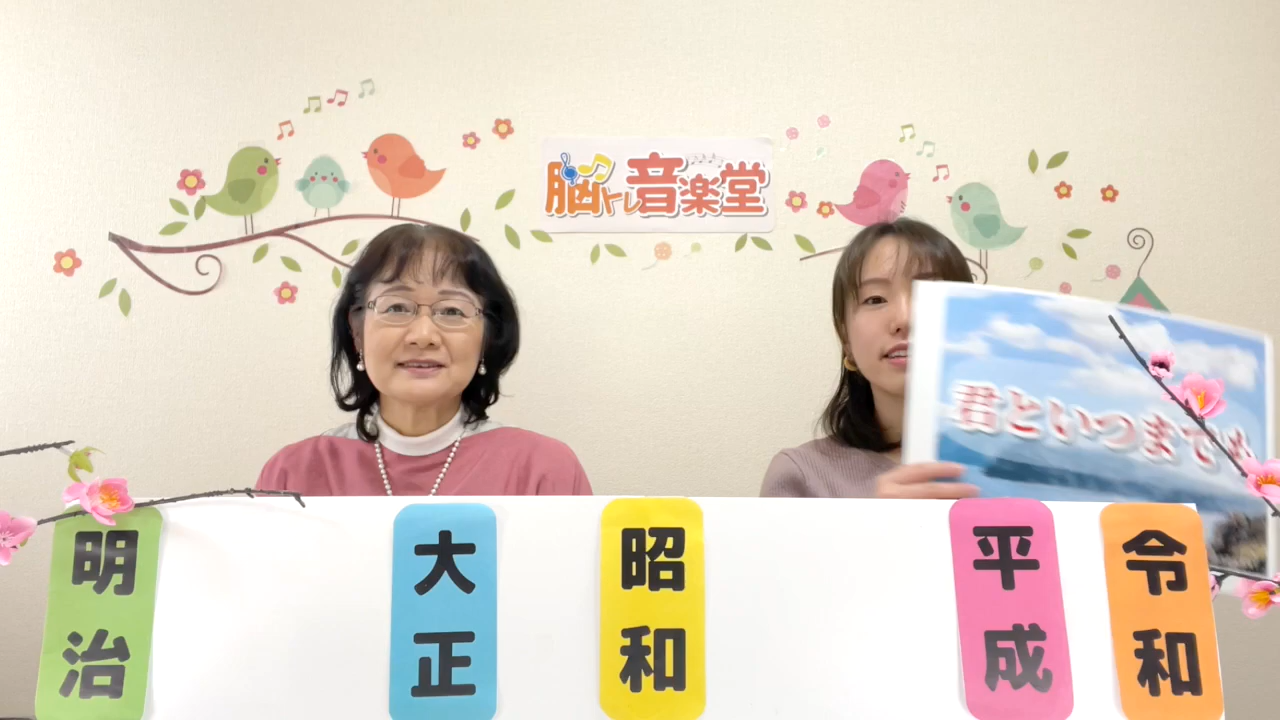 脳トレ音楽堂
君といつまでも
明治
大正
昭和
平成
令和